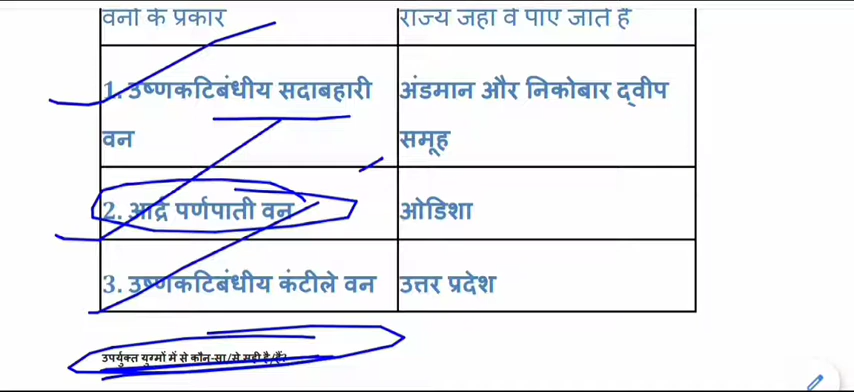 वनों के प्रकार राज्य जहां वे पाए जाते हैं
1. उष्णकटिबंधीय सदाबहारी अंडमान और निकोबार द्वीप
वन समूह
2. आर्द्र पर्णपाती वन ओडिशा
3. उष्णकटिबंधीय कंटीले वन उत्तर प्रदेश
उपर्युक्त युग्मों में से कौन-सा/से सही है/हैं?